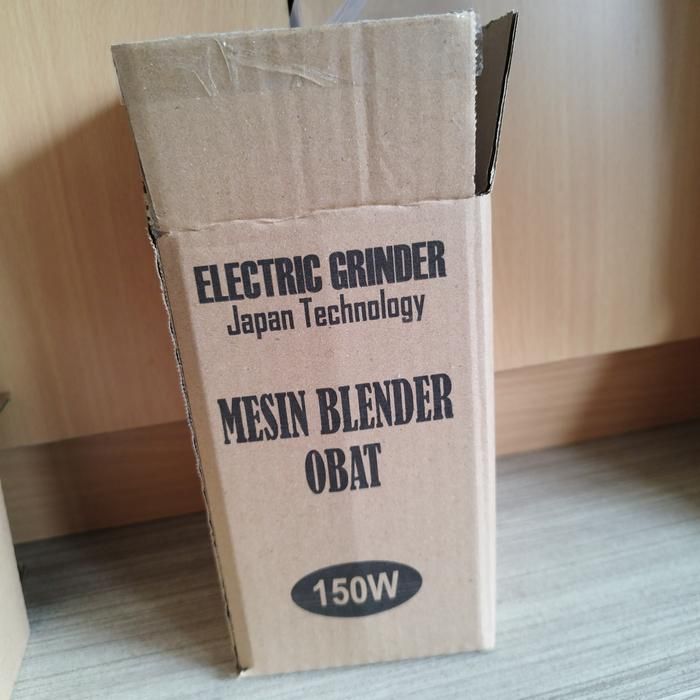 ELECTRIC GRINDER
Japan Technology
MESIN BLENDER
OBAT
150W